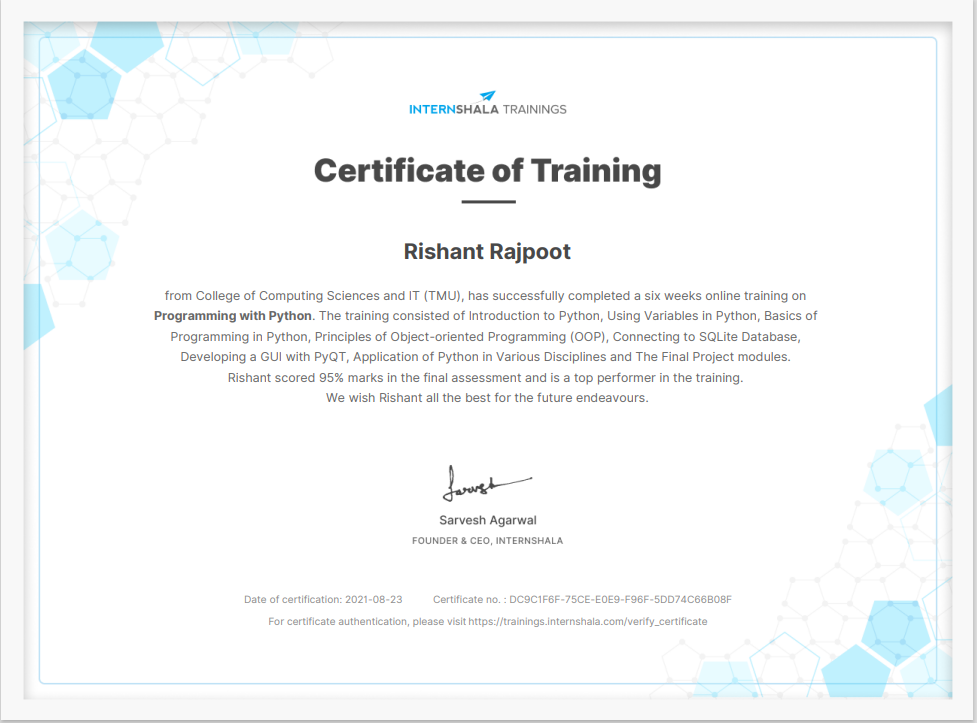 INTERNSHALA TRAININGS
Certificate of Training
Rishant Rajpoot
from College of Computing Sciences and IT (TMU), has successfully completed a six weeks online training on
Programming with Python. The training consisted of Introduction to Python, Using Variables in Python, Basics of
Programming in Python, Principles of Object-oriented Programming (OOP), Connecting to SQLite Database,
Developing a GUI with PyQT, Application of Python in Various Disciplines and The Final Project modules.
Rishant scored 95% marks in the final assessment and is a top performer in the training.
We wish Rishant all the best for the future endeavours.
Sarvesh
Sarvesh Agarwal
FOUNDER & CEO, INTERNSHALA
Date of certification: 2021-08-23 Certificate no. : DC9C1F6F-75CE-E0E9-F96F-5DD74C66B08F
For certificate authentication, please visit https://trainings.internshala.com/verify_certificate